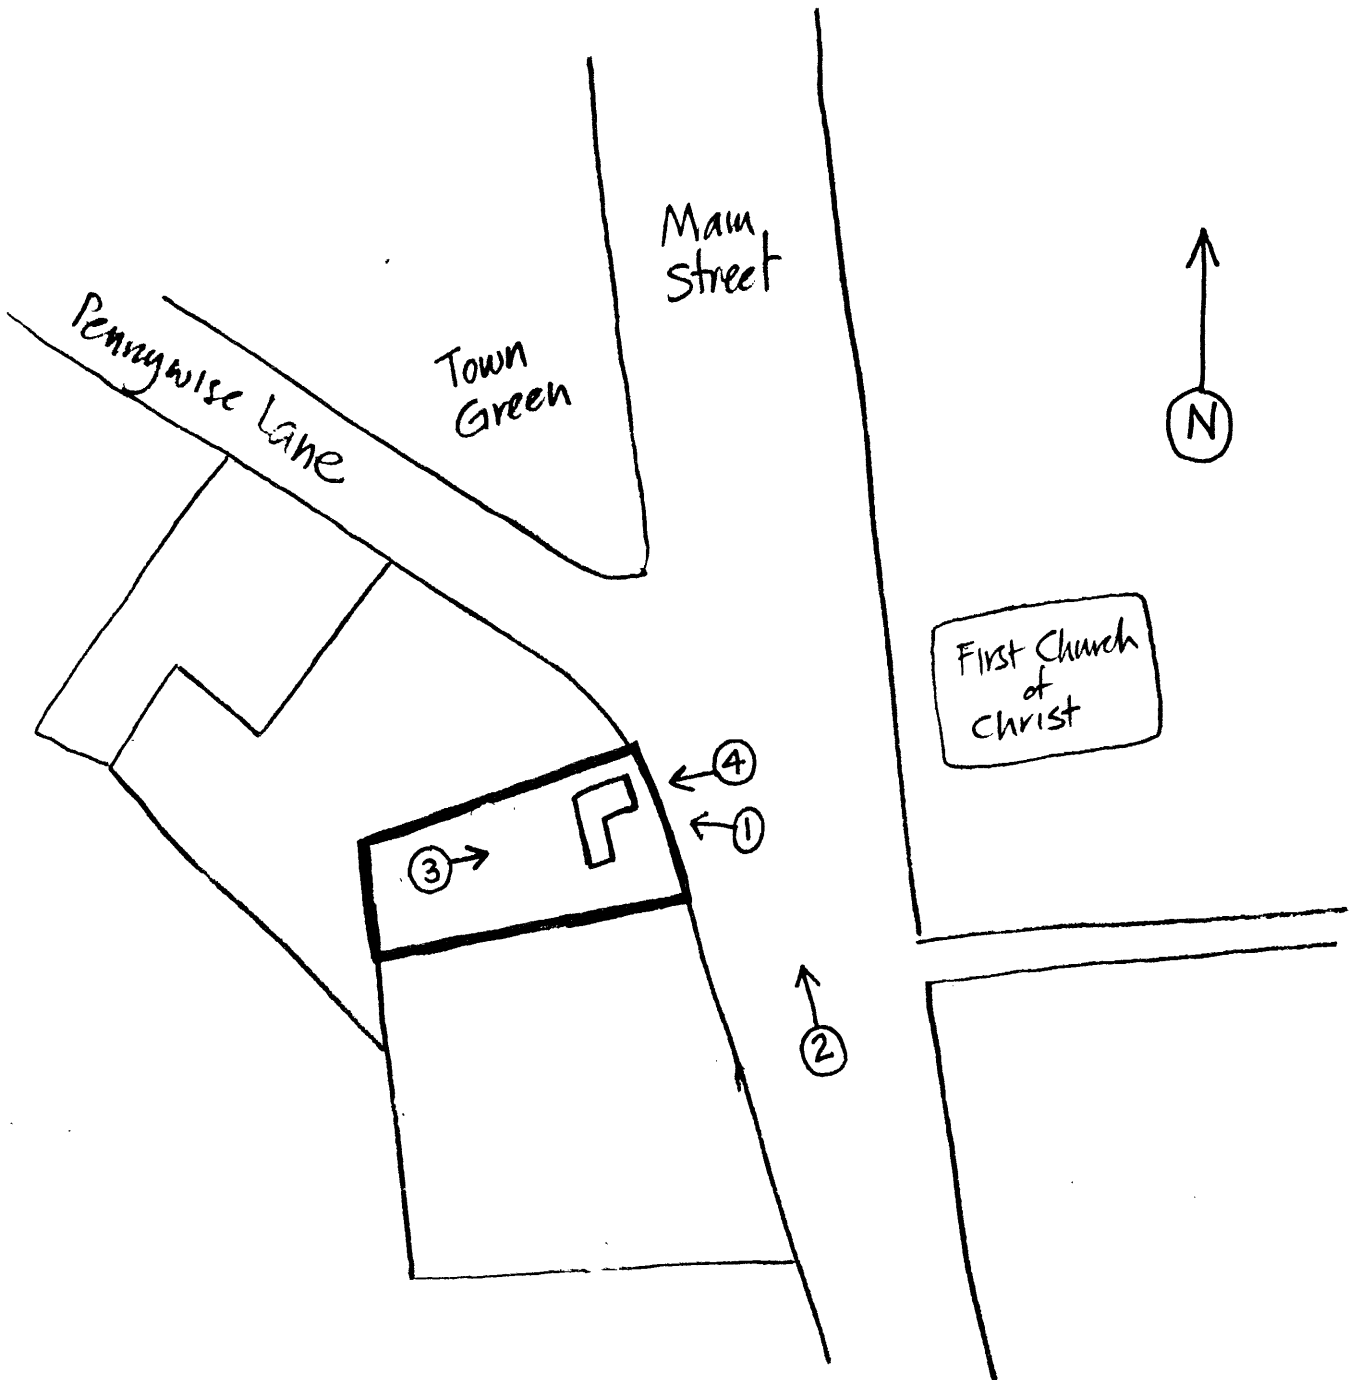 Main
Street
Pennywise Lane
Town
Green
N
First Church
of
Christ
4
1
3
2